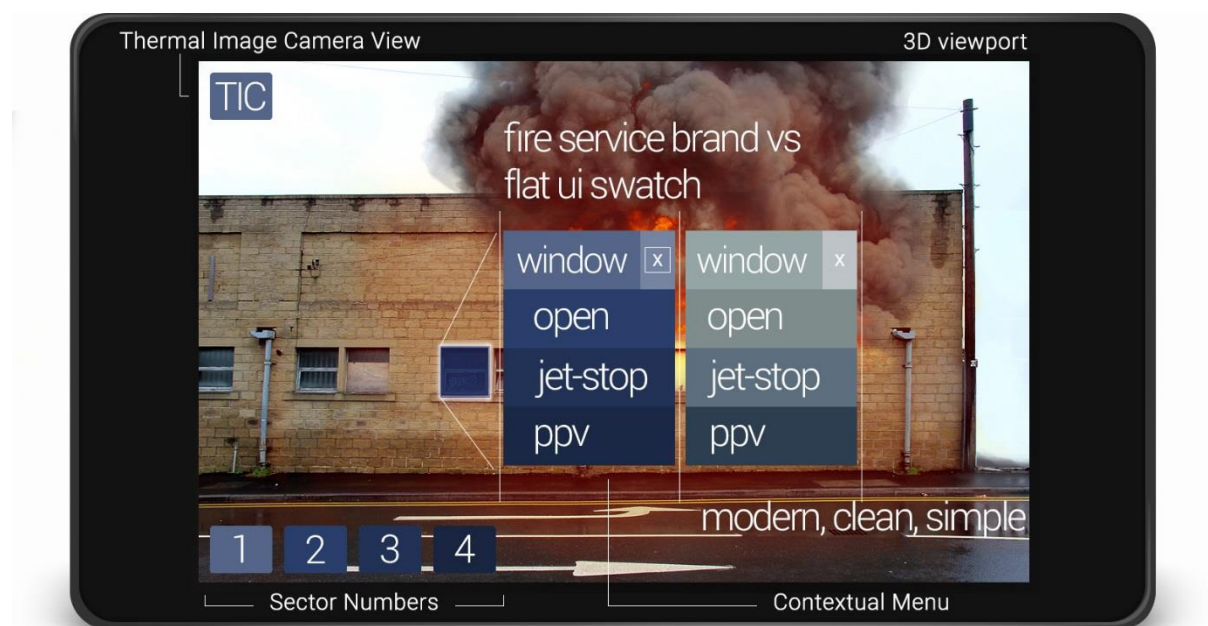 Thermal Image Camera View
3D viewport
TIC
fire service brand vs
flat ui swatch
window x
open
jet-stop
ppv
window x
open
jet-stop
ppv
modern, clean, simple
1 2 3 4
Sector Numbers
Contextual Menu